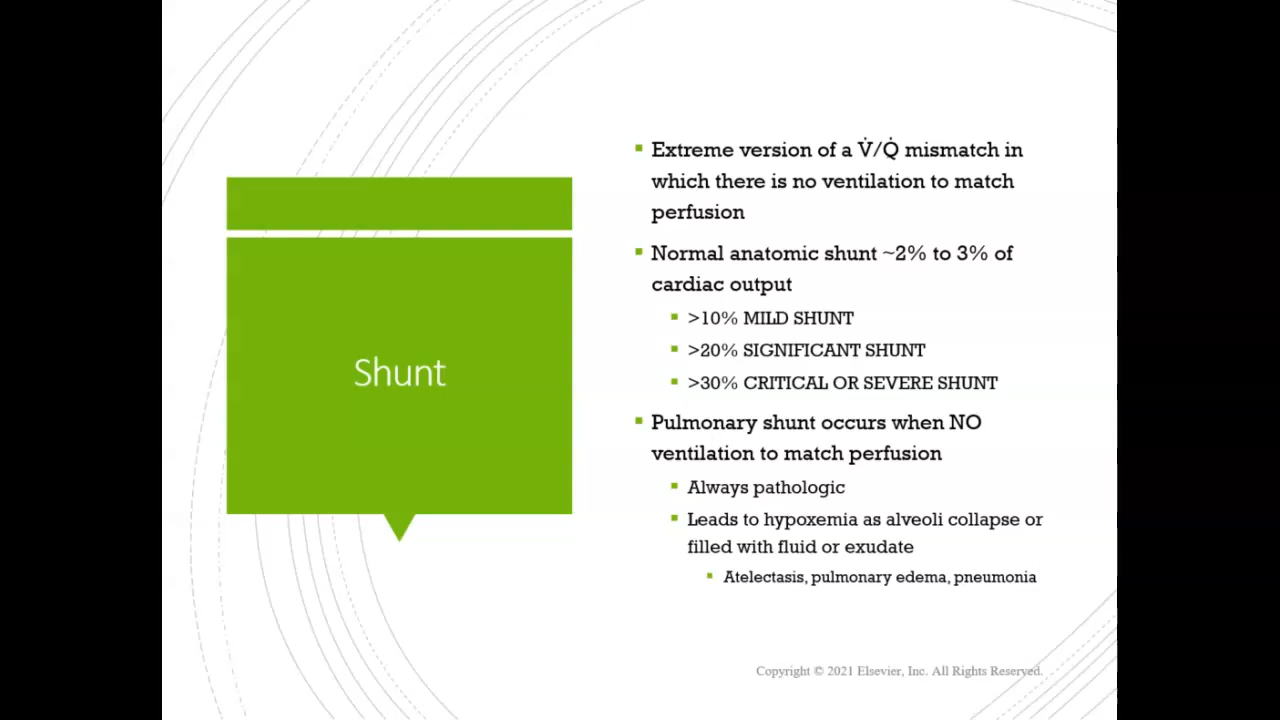 Shunt
Extreme version of a V̇/Q̇ mismatch in
which there is no ventilation to match
perfusion
Normal anatomic shunt ~2% to 3% of
cardiac output
>10% MILD SHUNT
>20% SIGNIFICANT SHUNT
>30% CRITICAL OR SEVERE SHUNT
Pulmonary shunt occurs when NO
ventilation to match perfusion
Always pathologic
Leads to hypoxemia as alveoli collapse or
filled with fluid or exudate
Atelectasis, pulmonary edema, pneumonia
Copyright © 2021 Elsevier, Inc. All Rights Reserved.